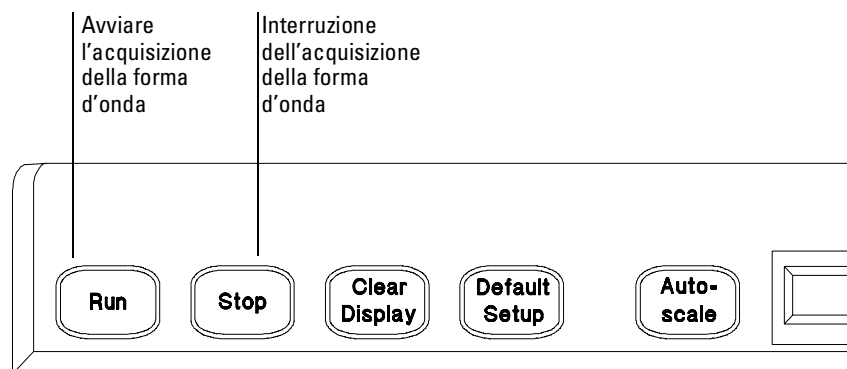 Avviare
l'acquisizione
della forma
d'onda
Interruzione
dell'acquisizione
della forma
d'onda
Run
Stop
Clear
Display
Default
Setup
Auto-
scale